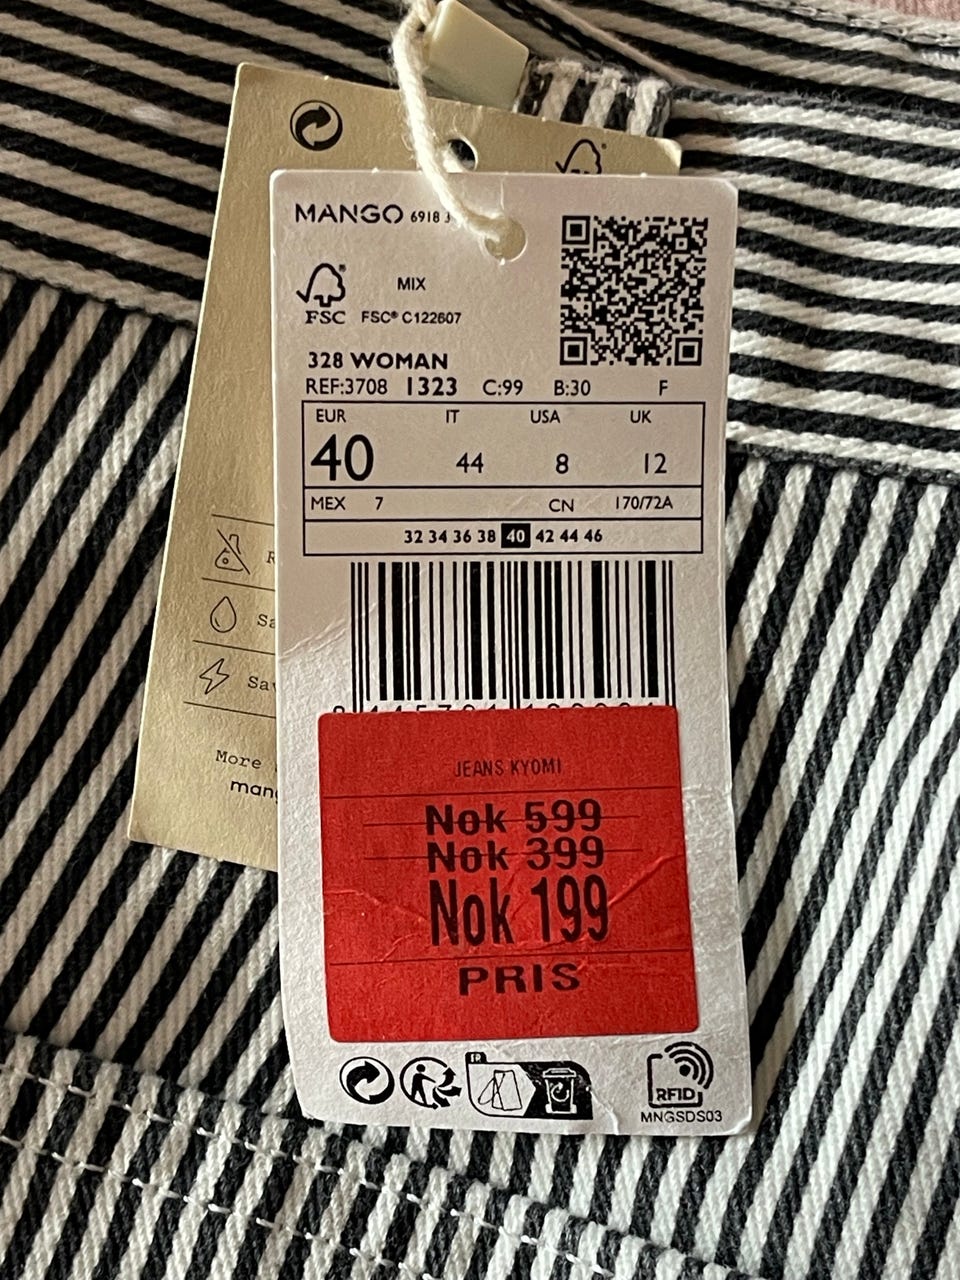 MANGO 6918
MIX
FSC
FSC® C122607
328 WOMAN
REF:3708 1323 C:99 B:30 F
EUR IT USA UK
40 44 8 12
MEX 7 CN 170/72A
32 34 36 38 40 42 44 46
JEANS KYOMI
Nok 599
Nok 399
Nok 199
PRIS
FR
RFID
MNGSDS03
More